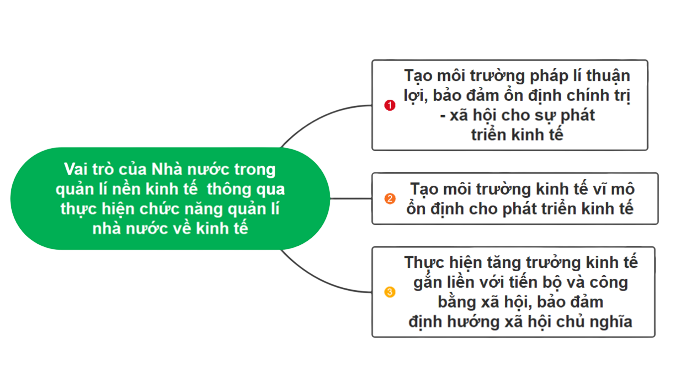 Vai trò của Nhà nước trong
quản lí nền kinh tế thông qua
thực hiện chức năng quản lí
nhà nước về kinh tế
1
Tạo môi trường pháp lí thuận
lợi, bảo đảm ổn định chính trị
- xã hội cho sự phát
triển kinh tế
2
Tạo môi trường kinh tế vĩ mô
ổn định cho phát triển kinh tế
3
Thực hiện tăng trưởng kinh tế
gắn liền với tiến bộ và công
bằng xã hội, bảo đảm
định hướng xã hội chủ nghĩa